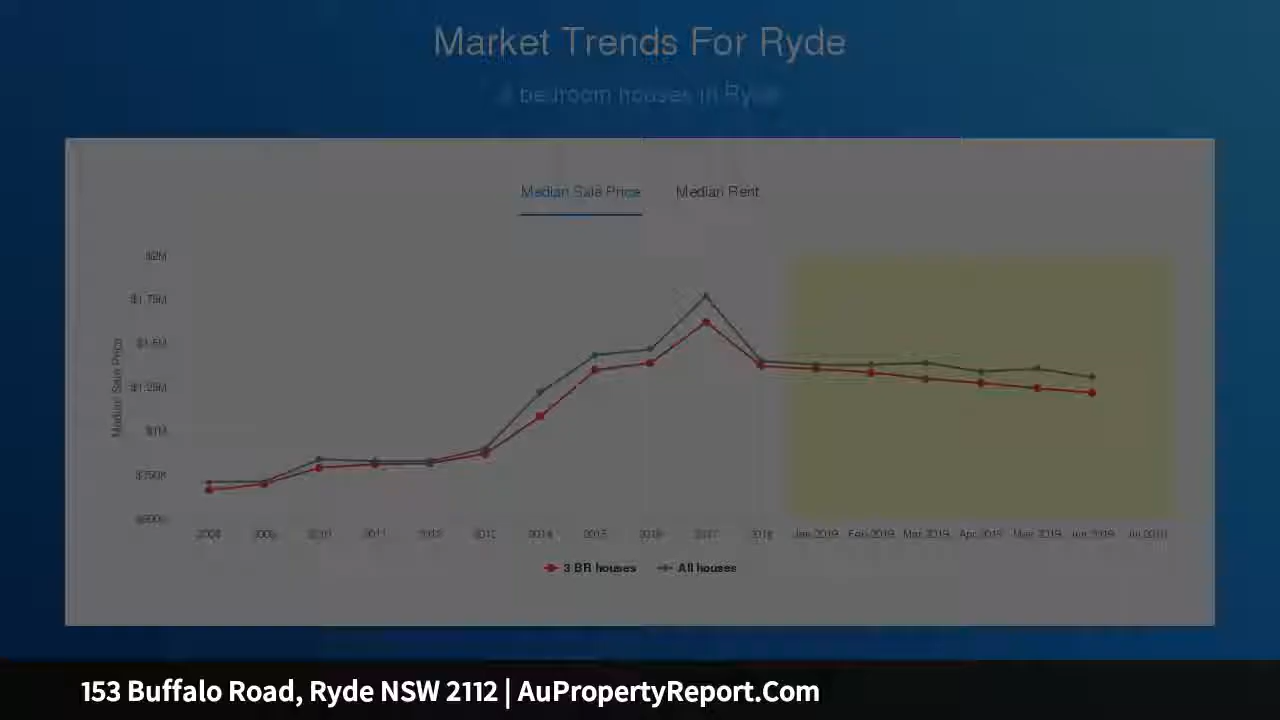 Market Trends For Ryde
3 bedroom houses in Ryde
Median Sale Price Median Rent
$2M
$1.75M
$1.5M
$1.25M
$1M
$750K
$500K
Median Sale Price
2008 2009 2010 2011 2012 2013 2014 2015 2016 2017 2018 Jan 2019 Feb 2019 Mar 2019 Apr 2019 May 2019 Jun 2019 Jul 2019
3 BR houses All houses
153 Buffalo Road, Ryde NSW 2112 | AuPropertyReport.Com